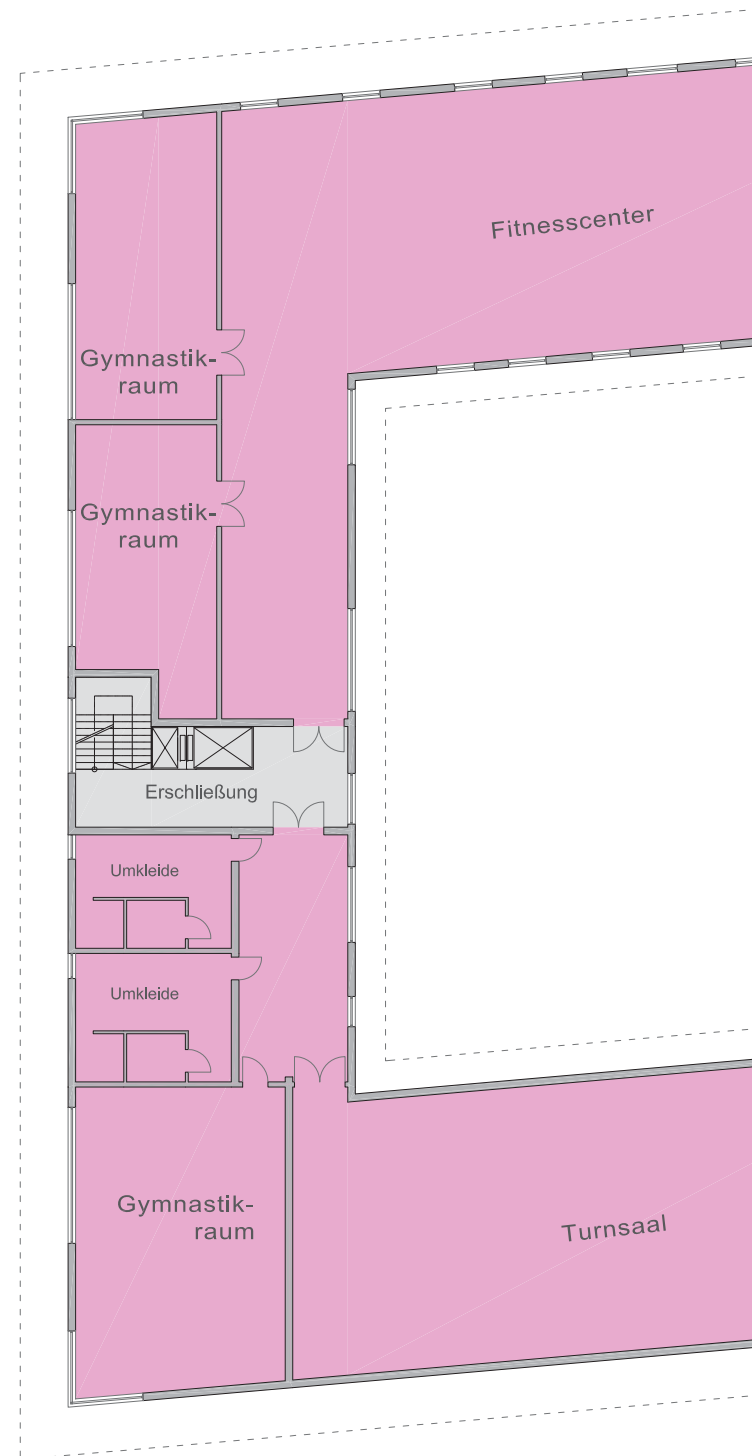 Fitnesscenter
Gymnastik-
raum
Gymnastik-
raum
Erschließung
Umkleide
Umkleide
Gymnastik-
raum
Turnsaal